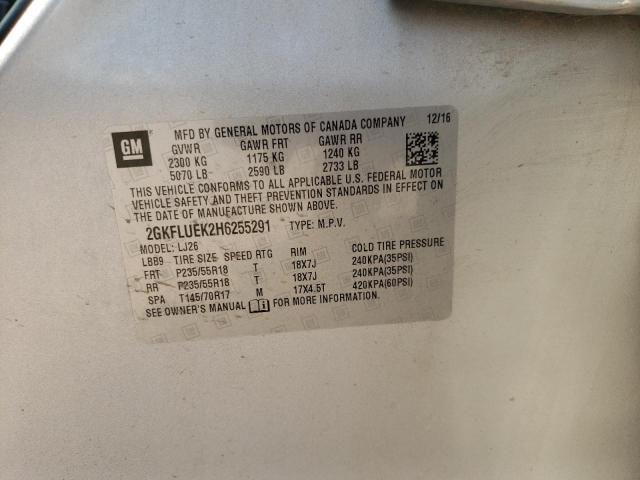 GM
MFD BY GENERAL MOTORS OF CANADA COMPANY 12/16
GVWR GAWR FRT GAWR RR
2300 KG 1175 KG 1240 KG
5070 LB 2590 LB 2733 LB
THIS VEHICLE CONFORMS TO ALL APPLICABLE U.S. FEDERAL MOTOR
VEHICLE SAFETY AND THEFT PREVENTION STANDARDS IN EFFECT ON
THE DATE OF MANUFACTURE SHOWN ABOVE.
2GKFLUEK2H6255291 TYPE: M.P.V.
MODEL: LJ26
LBB9 TIRE SIZE SPEED RTG RIM COLD TIRE PRESSURE
FRT P235/55R18 T 18X7J 240KPA(35PSI)
RR P235/55R18 T 18X7J 240KPA(35PSI)
SPA T145/70R17 M 17X4.5T 420KPA(60PSI)
SEE OWNER'S MANUAL FOR MORE INFORMATION.